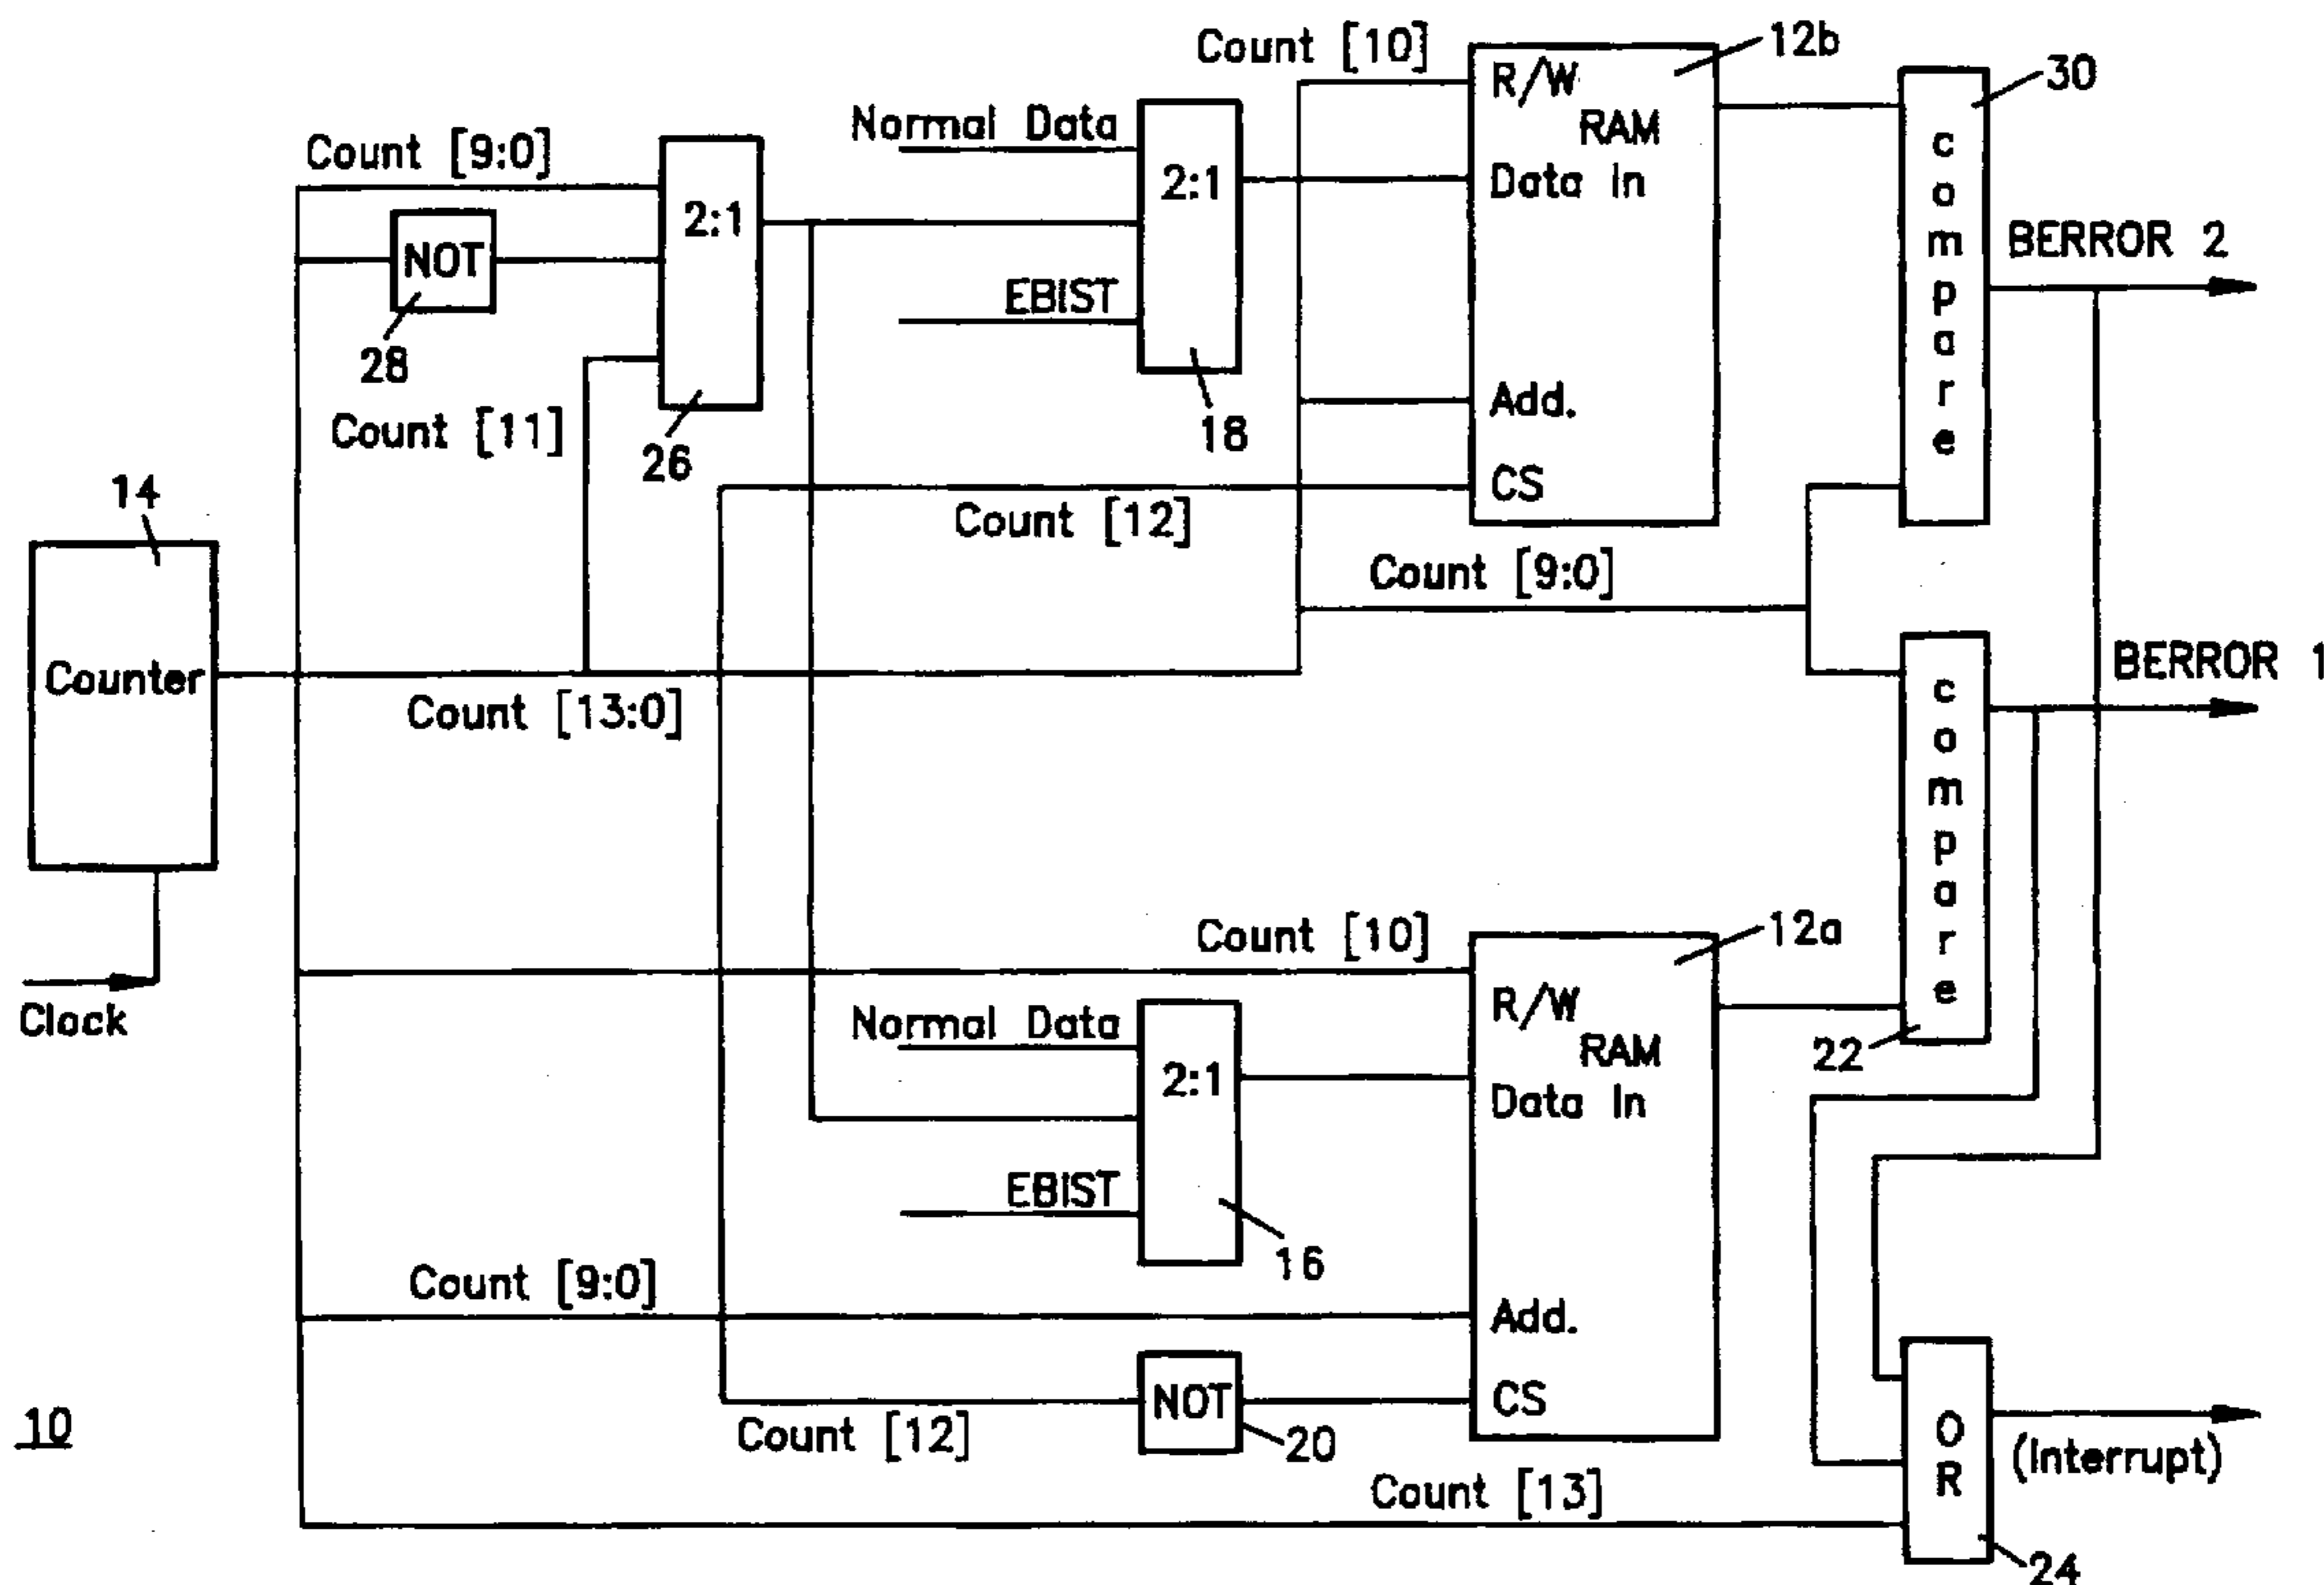 Count [10]
12b
R/W
RAM
30
Normal Data
Count [9:0]
2:1
2:1
Data In
compare
NOT
EBIST
BERROR 2
28
Add.
Count [11]
18
26
CS
14
Count [12]
Count [9:0]
Counter
compare
BERROR 1
Count [13:0]
Count [10]
12a
Clock
R/W
Normal Data
RAM
22
2:1
Data In
EBIST
16
Count [9:0]
Add.
NOT
CS
10
Count [12]
20
OR
(Interrupt)
Count [13]
24